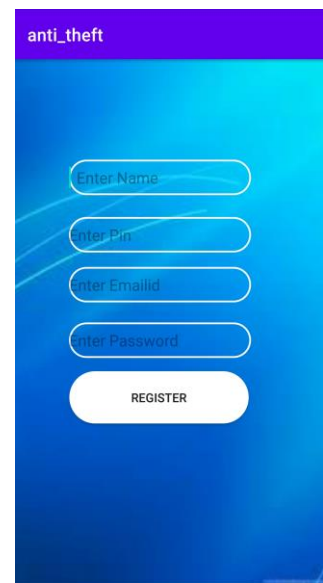 anti_theft
Enter Name
Enter Pin
Enter Emailid
Enter Password
REGISTER